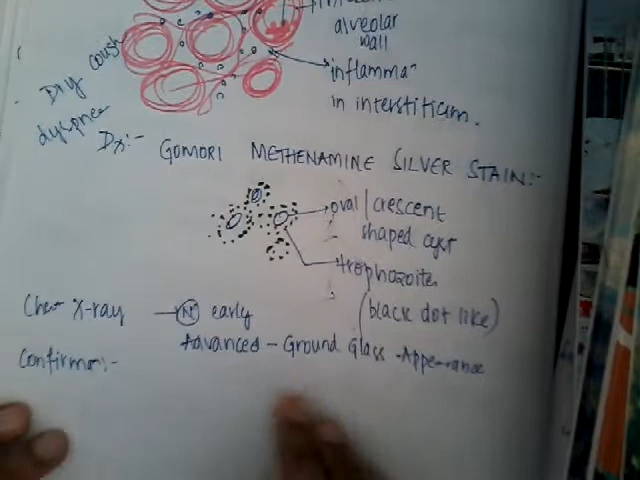 alveolar
wall
Dry cough
inflamma^n
in interstitium.
dyspnea
Dx:-
GOMORI METHENAMINE SILVER STAIN:-
oval/crescent
shaped cyst
trophozoite
(black dot like)
Chest X-ray → N early
Advanced - Ground Glass - Appearance
Confirm^n:-